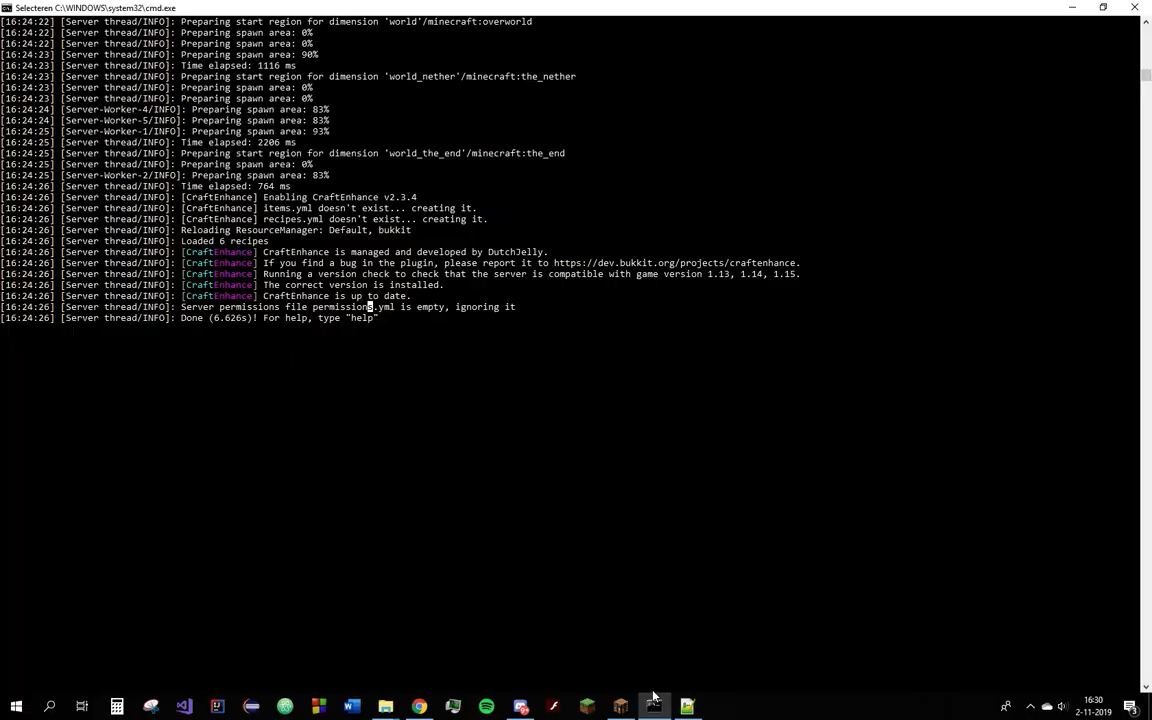 Selecteren C:\WINDOWS\system32\cmd.exe
[16:24:22] [Server thread/INFO]: Preparing start region for dimension 'world'/minecraft:overworld
[16:24:22] [Server thread/INFO]: Preparing spawn area: 0%
[16:24:22] [Server thread/INFO]: Preparing spawn area: 0%
[16:24:23] [Server thread/INFO]: Preparing spawn area: 90%
[16:24:23] [Server thread/INFO]: Time elapsed: 1116 ms
[16:24:23] [Server thread/INFO]: Preparing start region for dimension 'world_nether'/minecraft:the_nether
[16:24:23] [Server thread/INFO]: Preparing spawn area: 0%
[16:24:23] [Server thread/INFO]: Preparing spawn area: 0%
[16:24:24] [Server-Worker-4/INFO]: Preparing spawn area: 83%
[16:24:24] [Server-Worker-5/INFO]: Preparing spawn area: 83%
[16:24:25] [Server-Worker-1/INFO]: Preparing spawn area: 93%
[16:24:25] [Server thread/INFO]: Time elapsed: 2206 ms
[16:24:25] [Server thread/INFO]: Preparing start region for dimension 'world_the_end'/minecraft:the_end
[16:24:25] [Server thread/INFO]: Preparing spawn area: 0%
[16:24:25] [Server-Worker-2/INFO]: Preparing spawn area: 83%
[16:24:26] [Server thread/INFO]: Time elapsed: 764 ms
[16:24:26] [Server thread/INFO]: [CraftEnhance] Enabling CraftEnhance v2.3.4
[16:24:26] [Server thread/INFO]: [CraftEnhance] items.yml doesn't exist... creating it.
[16:24:26] [Server thread/INFO]: [CraftEnhance] recipes.yml doesn't exist... creating it.
[16:24:26] [Server thread/INFO]: Reloading ResourceManager: Default, bukkit
[16:24:26] [Server thread/INFO]: Loaded 6 recipes
[16:24:26] [Server thread/INFO]: [CraftEnhance] CraftEnhance is managed and developed by DutchJelly.
[16:24:26] [Server thread/INFO]: [CraftEnhance] If you find a bug in the plugin, please report it to https://dev.bukkit.org/projects/craftenhance.
[16:24:26] [Server thread/INFO]: [CraftEnhance] Running a version check to check that the server is compatible with game version 1.13, 1.14, 1.15.
[16:24:26] [Server thread/INFO]: [CraftEnhance] The correct version is installed.
[16:24:26] [Server thread/INFO]: [CraftEnhance] CraftEnhance is up to date.
[16:24:26] [Server thread/INFO]: Server permissions file permissions.yml is empty, ignoring it
[16:24:26] [Server thread/INFO]: Done (6.626s)! For help, type "help"
16:30
2-11-2019
3